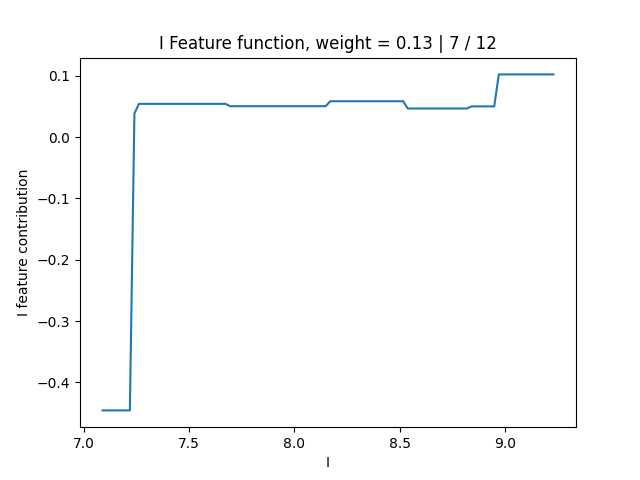 I Feature function, weight = 0.13 | 7 / 12
0.1
0.0
−0.1
−0.2
−0.3
−0.4
I feature contribution
7.0 7.5 8.0 8.5 9.0
I